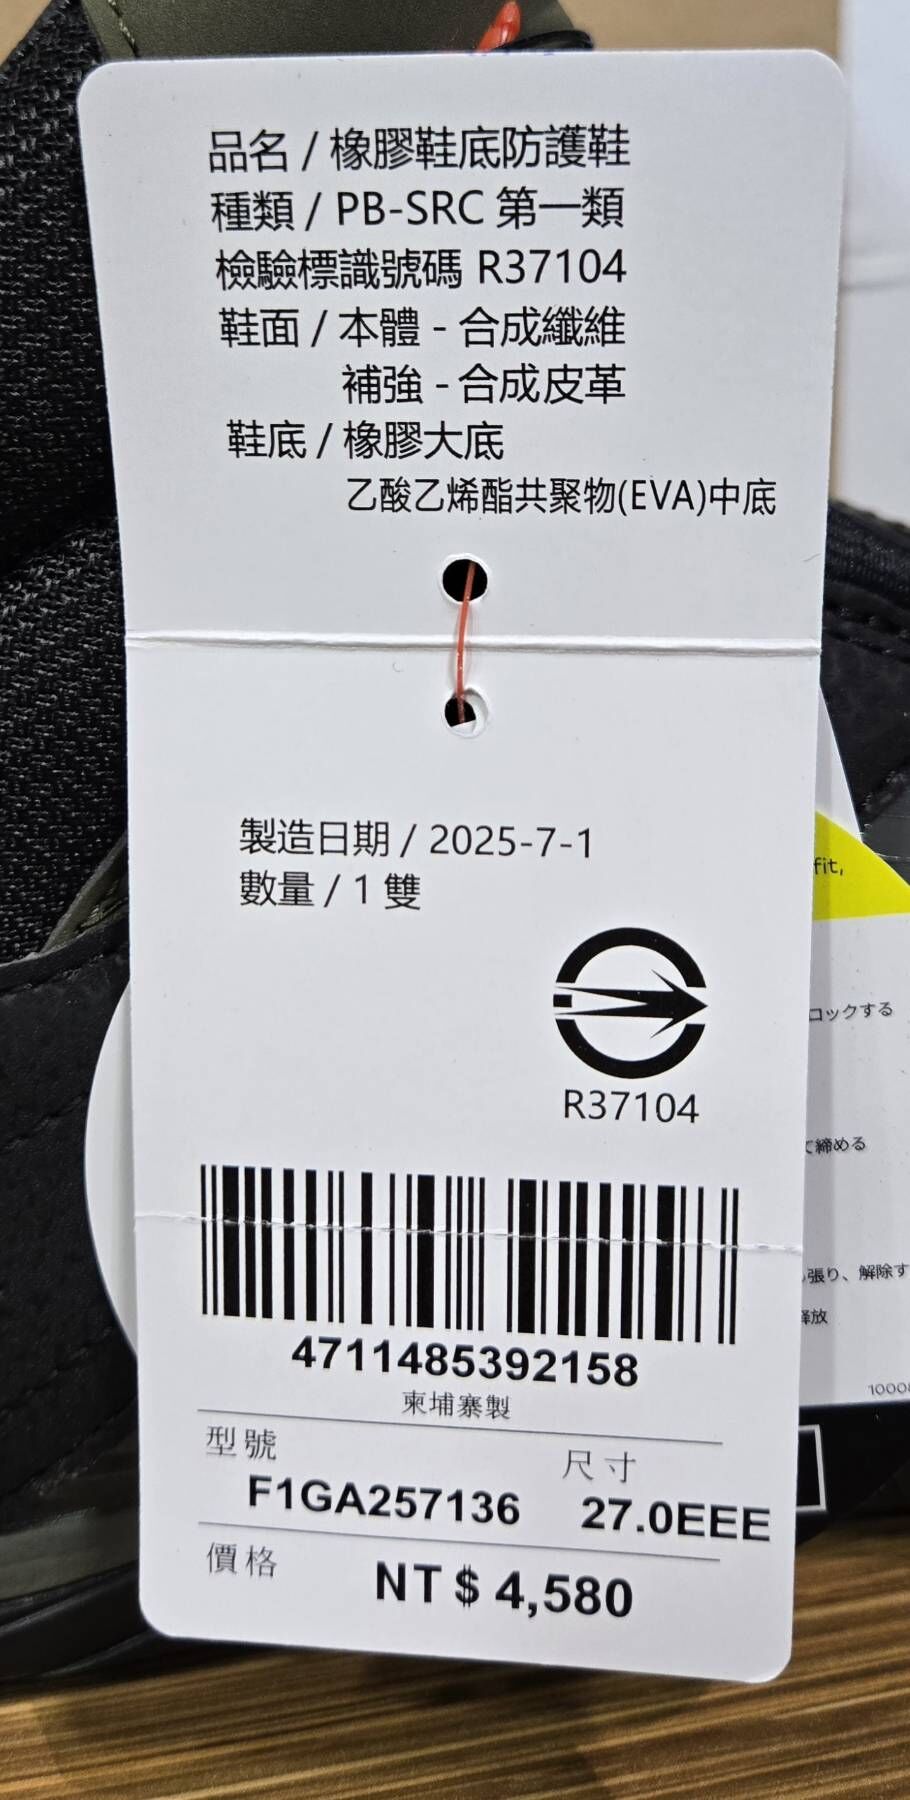 品名 / 橡膠鞋底防護鞋
種類 / PB-SRC 第一類
檢驗標識號碼 R37104
鞋面 / 本體 - 合成纖維
補強 - 合成皮革
鞋底 / 橡膠大底
乙酸乙烯酯共聚物(EVA)中底
製造日期 / 2025-7-1
數量 / 1 雙
R37104
4711485392158
柬埔寨製
型號
尺寸
F1GA257136
27.0EEE
價格
NT$4,580
fit,
ロックする
て締める
張り、解除す
釋放
1000